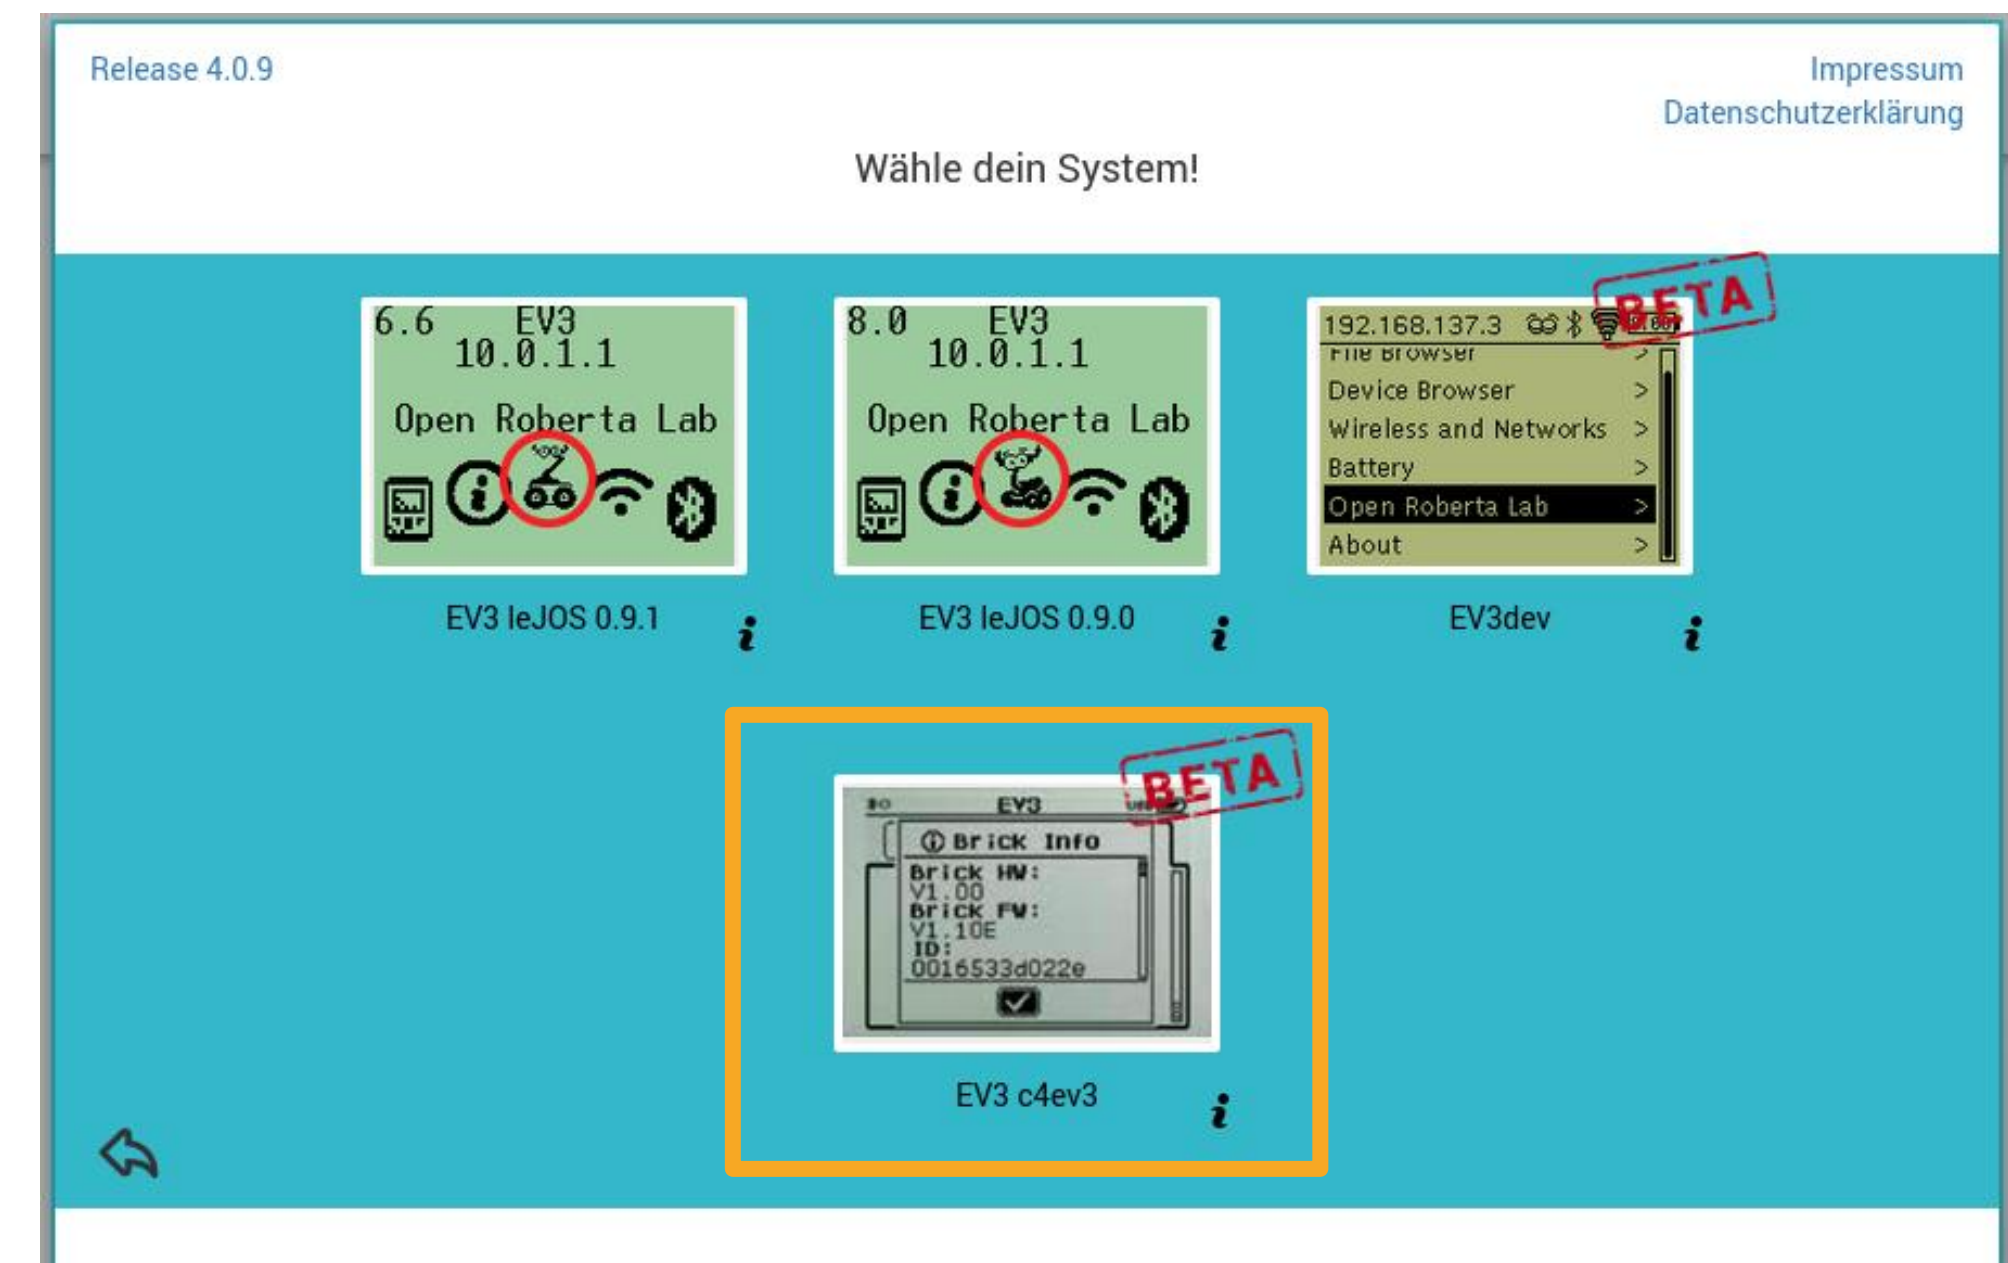 Release 4.0.9
Impressum
Datenschutzerklärung
Wähle dein System!
6.6 EV3
10.0.1.1
Open Roberta Lab
EV3 leJOS 0.9.1
8.0 EV3
10.0.1.1
Open Roberta Lab
EV3 leJOS 0.9.0
BETA
192.168.137.3
File Browser >
Device Browser >
Wireless and Networks >
Battery >
Open Roberta Lab >
About >
EV3dev
BETA
EV3
Brick Info
Brick HW:
V1.00
Brick FW:
V1.10E
ID:
0016533d022e
EV3 c4ev3